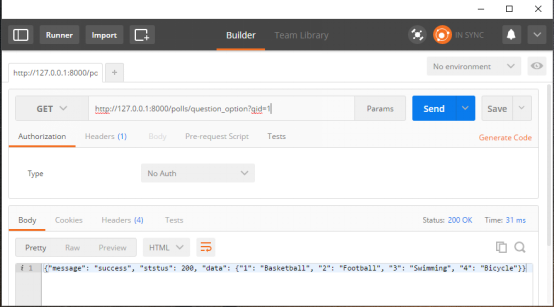 Runner Import Builder Team Library IN SYNC
http://127.0.0.1:8000/pc + No environment
GET http://127.0.0.1:8000/polls/question_option?qid=1 Params Send Save
Authorization Headers (1) Body Pre-request Script Tests Generate Code
Type No Auth
Body Cookies Headers (4) Tests Status: 200 OK Time: 31 ms
Pretty Raw Preview HTML
i 1 {"message": "success", "ststus": 200, "data": {"1": "Basketball", "2": "Football", "3": "Swimming", "4": "Bicycle"}}